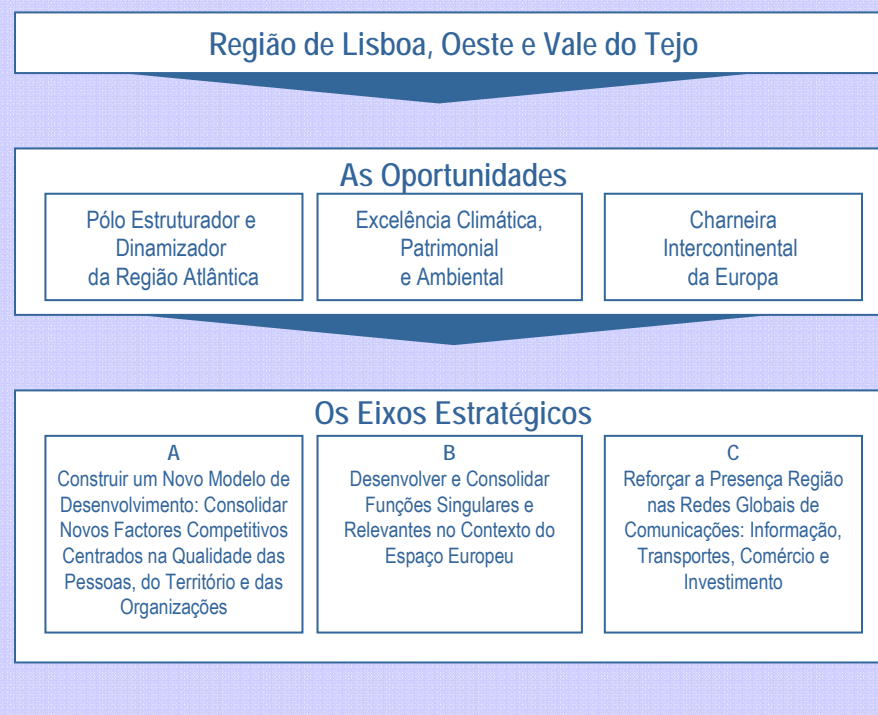 Região de Lisboa, Oeste e Vale do Tejo
As Oportunidades
Pólo Estruturador e
Dinamizador
da Região Atlântica
Excelência Climática,
Patrimonial
e Ambiental
Charneira
Intercontinental
da Europa
Os Eixos Estratégicos
A
Construir um Novo Modelo de
Desenvolvimento: Consolidar
Novos Factores Competitivos
Centrados na Qualidade das
Pessoas, do Território e das
Organizações
B
Desenvolver e Consolidar
Funções Singulares e
Relevantes no Contexto do
Espaço Europeu
C
Reforçar a Presença Região
nas Redes Globais de
Comunicações: Informação,
Transportes, Comércio e
Investimento